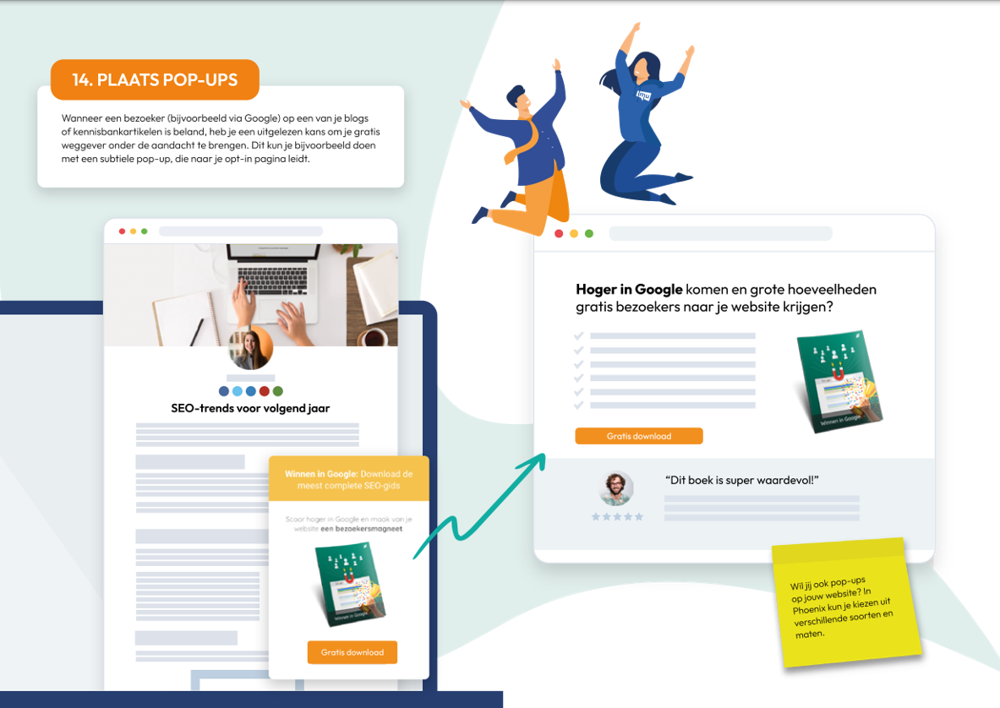 14. PLAATS POP-UPS
Wanneer een bezoeker (bijvoorbeeld via Google) op een van je blogs
of kennisbankartikelen is beland, heb je een uitgelezen kans om je gratis
weggever onder de aandacht te brengen. Dit kun je bijvoorbeeld doen
met een subtiele pop-up, die naar je opt-in pagina leidt.
imu
SEO-trends voor volgend jaar
Winnen in Google: Download de
meest complete SEO-gids
Scoor hoger in Google en maak van je
website een bezoekersmagneet
Winnen in Google
Gratis download
Hoger in Google komen en grote hoeveelheden
gratis bezoekers naar je website krijgen?
Winnen in Google
Gratis download
“Dit boek is super waardevol!”
Wil jij ook pop-ups
op jouw website? In
Phoenix kun je kiezen uit
verschillende soorten en
maten.